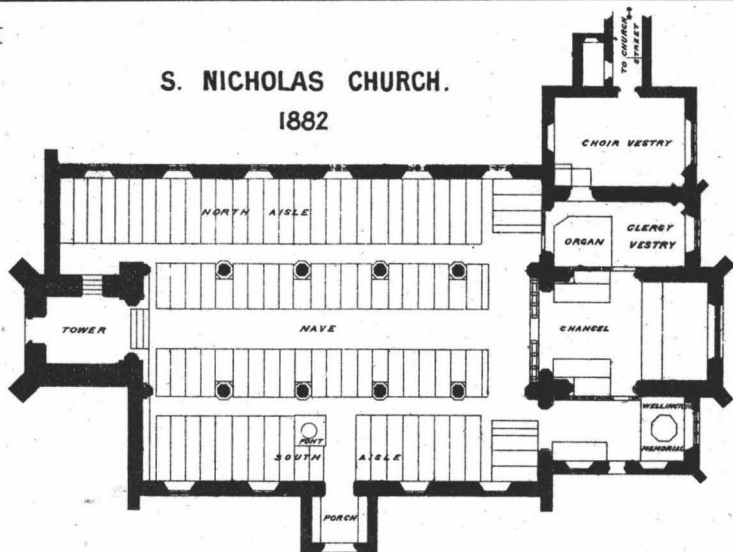 S. NICHOLAS CHURCH.
1882
TO CHURCH
STREET
CHOIR VESTRY
NORTH AISLE
ORGAN
CLERGY
VESTRY
TOWER
NAVE
CHANCEL
WELLINGTON
MEMORIAL
FONT
SOUTH AISLE
PORCH